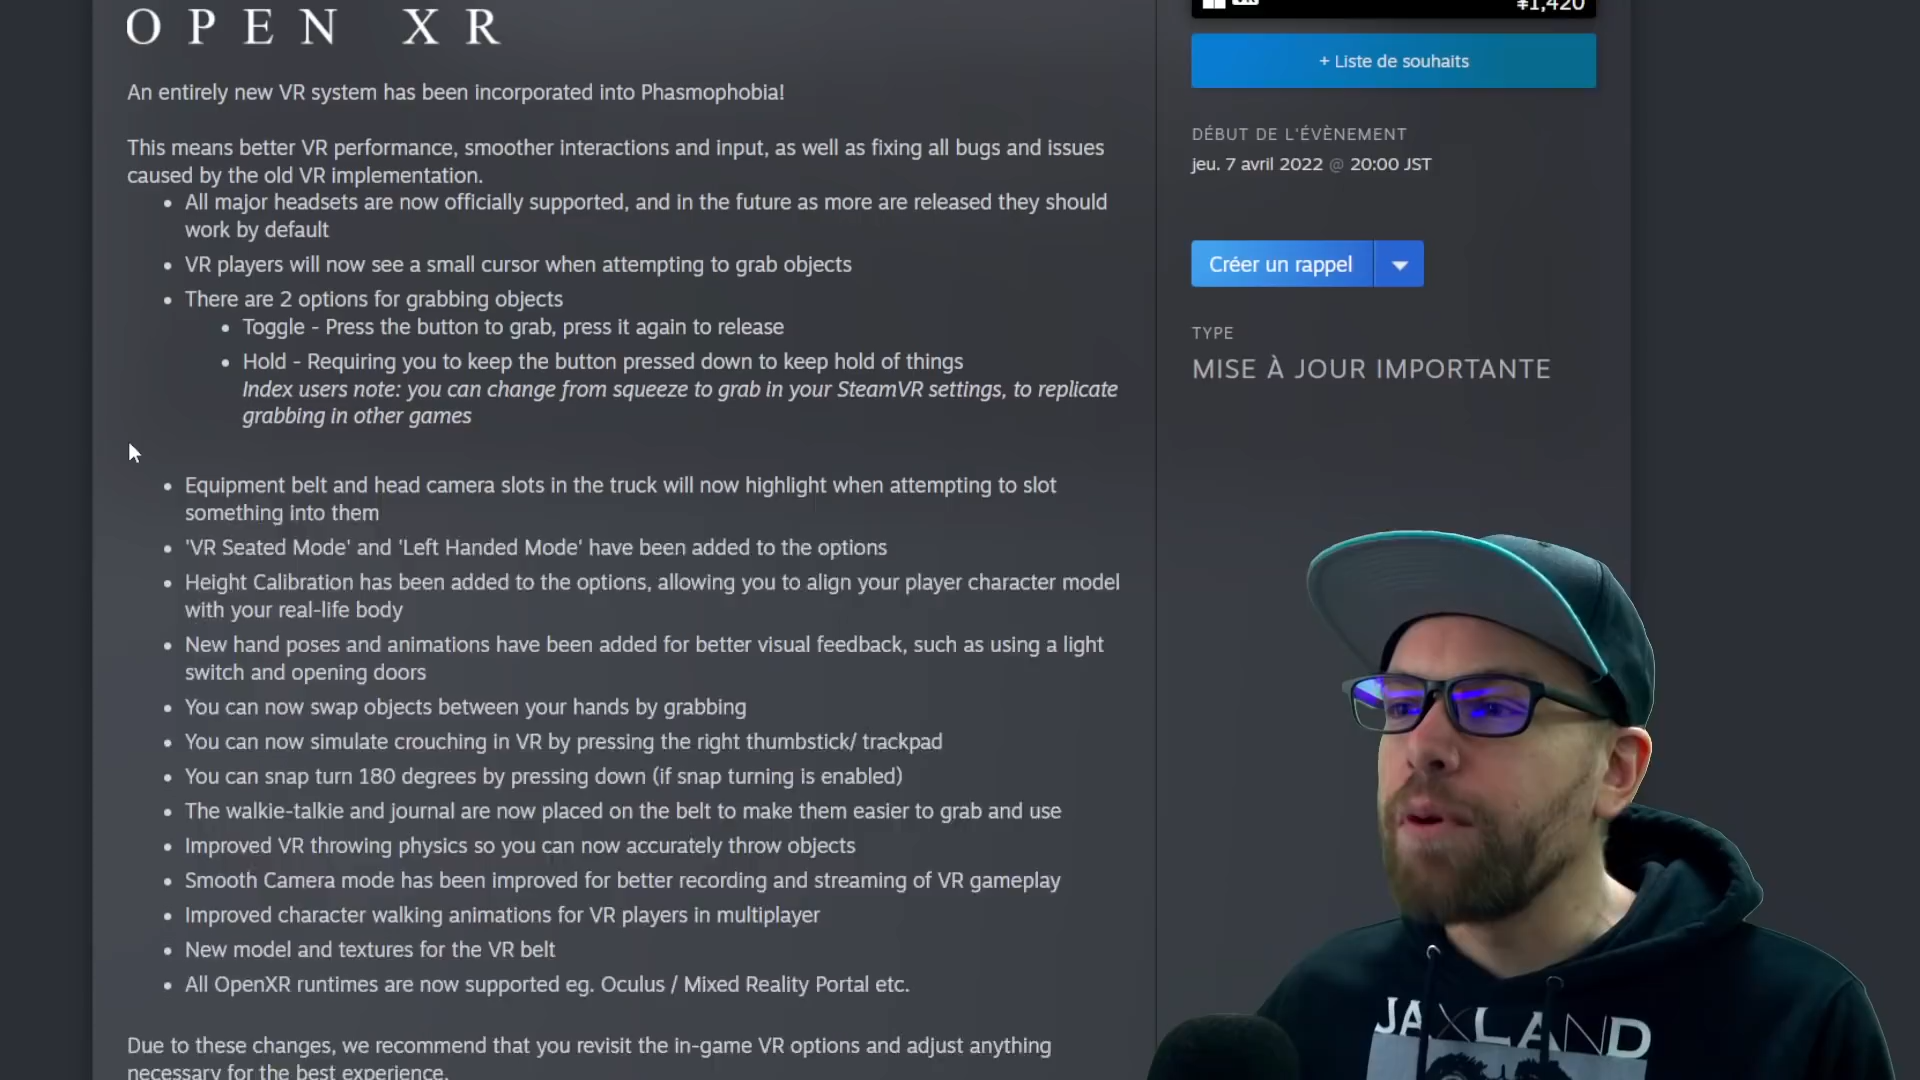 OPEN XR
An entirely new VR system has been incorporated into Phasmophobia!
This means better VR performance, smoother interactions and input, as well as fixing all bugs and issues
caused by the old VR implementation.
• All major headsets are now officially supported, and in the future as more are released they should
work by default
• VR players will now see a small cursor when attempting to grab objects
• There are 2 options for grabbing objects
• Toggle - Press the button to grab, press it again to release
• Hold - Requiring you to keep the button pressed down to keep hold of things
Index users note: you can change from squeeze to grab in your SteamVR settings, to replicate
grabbing in other games
• Equipment belt and head camera slots in the truck will now highlight when attempting to slot
something into them
• 'VR Seated Mode' and 'Left Handed Mode' have been added to the options
• Height Calibration has been added to the options, allowing you to align your player character model
with your real-life body
• New hand poses and animations have been added for better visual feedback, such as using a light
switch and opening doors
• You can now swap objects between your hands by grabbing
• You can now simulate crouching in VR by pressing the right thumbstick/ trackpad
• You can snap turn 180 degrees by pressing down (if snap turning is enabled)
• The walkie-talkie and journal are now placed on the belt to make them easier to grab and use
• Improved VR throwing physics so you can now accurately throw objects
• Smooth Camera mode has been improved for better recording and streaming of VR gameplay
• Improved character walking animations for VR players in multiplayer
• New model and textures for the VR belt
• All OpenXR runtimes are now supported eg. Oculus / Mixed Reality Portal etc.
Due to these changes, we recommend that you revisit the in-game VR options and adjust anything
necessary for the best experience.
¥1,420
+ Liste de souhaits
DÉBUT DE L'ÉVÈNEMENT
jeu. 7 avril 2022 @ 20:00 JST
Créer un rappel
TYPE
MISE À JOUR IMPORTANTE
JAXLAND